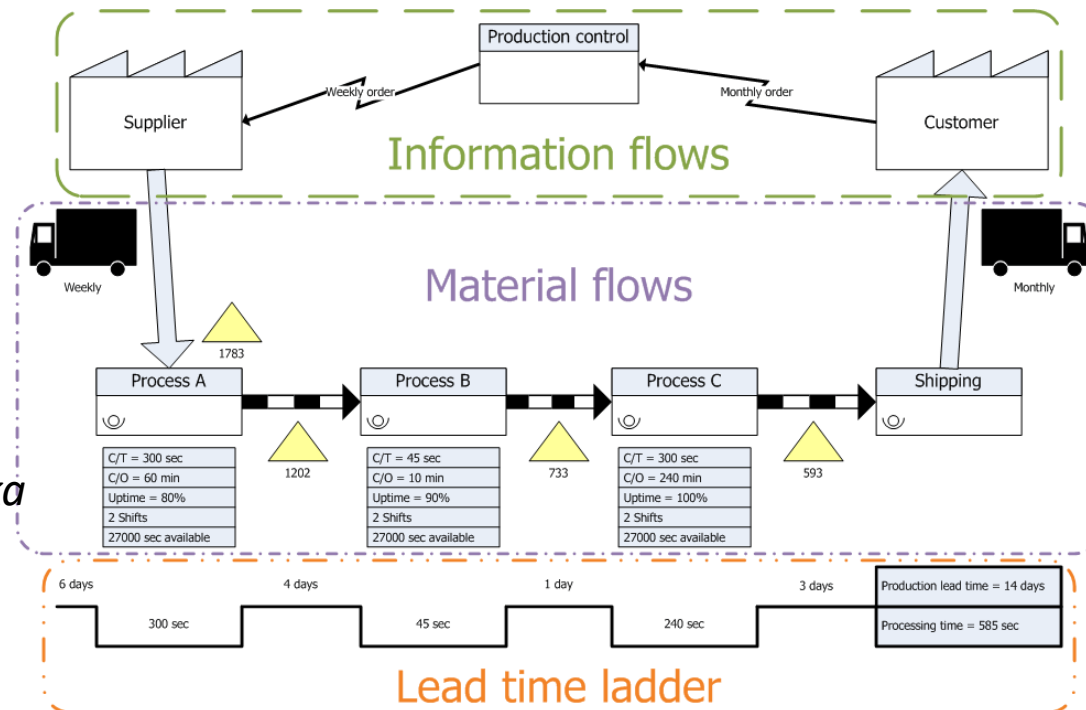 Production control
Weekly order
Monthly order
Supplier
Customer
Information flows
Weekly
Material flows
Monthly
1783
Process A
Process B
Process C
Shipping
1202
733
593
C/T = 300 sec
C/O = 60 min
Uptime = 80%
2 Shifts
27000 sec available
C/T = 45 sec
C/O = 10 min
Uptime = 90%
2 Shifts
27000 sec available
C/T = 300 sec
C/O = 240 min
Uptime = 100%
2 Shifts
27000 sec available
6 days
4 days
1 day
3 days
Production lead time = 14 days
300 sec
45 sec
240 sec
Processing time = 585 sec
Lead time ladder